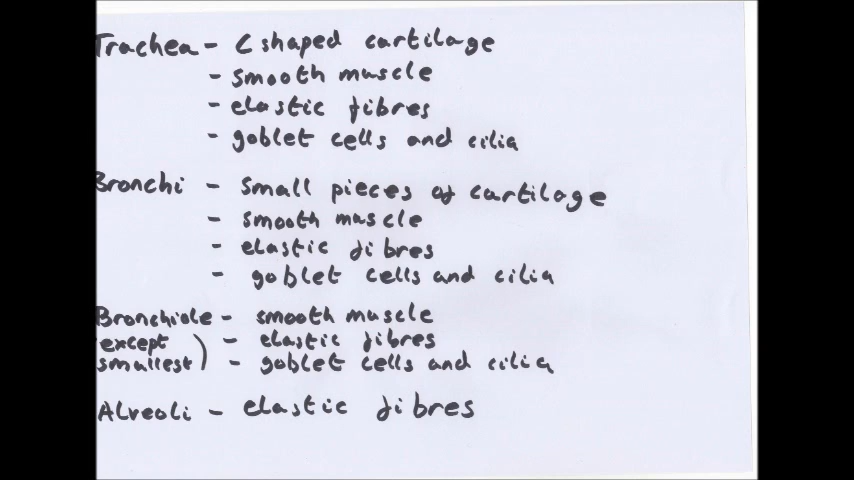 Trachea - C shaped cartilage
- smooth muscle
- elastic fibres
- goblet cells and cilia
Bronchi - small pieces of cartilage
- smooth muscle
- elastic fibres
- goblet cells and cilia
Bronchiole - smooth muscle
except - elastic fibres
smallest) - goblet cells and cilia
Alveoli - elastic fibres